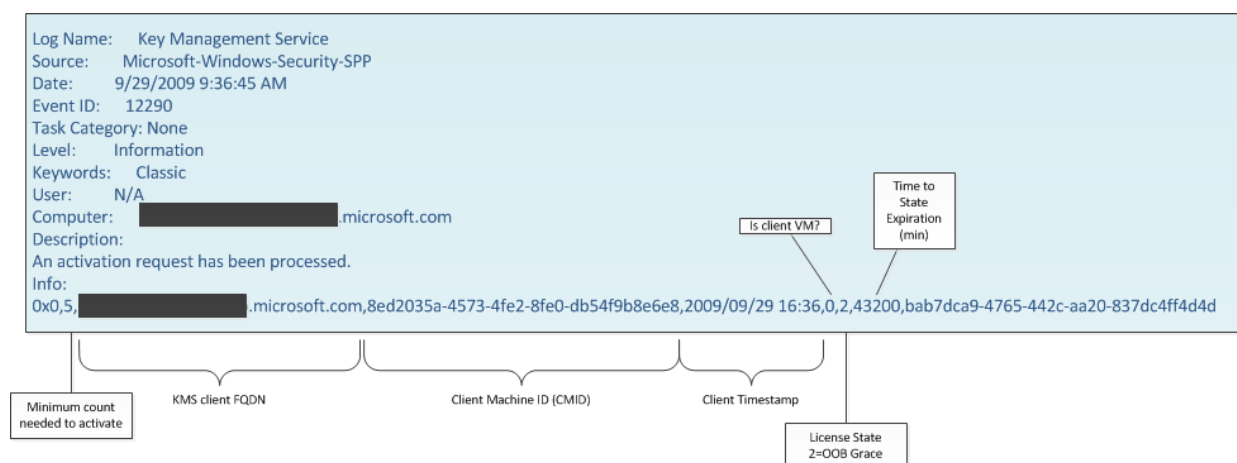 Log Name: Key Management Service
Source: Microsoft-Windows-Security-SPP
Date: 9/29/2009 9:36:45 AM
Event ID: 12290
Task Category: None
Level: Information
Keywords: Classic
User: N/A
Computer: .microsoft.com
Description:
An activation request has been processed.
Info:
0x0,5, .microsoft.com,8ed2035a-4573-4fe2-8fe0-db54f9b8e6e8,2009/09/29 16:36,0,2,43200,bab7dca9-4765-442c-aa20-837dc4ff4d4d
Is client VM?
Time to
State
Expiration
(min)
Minimum count
needed to activate
KMS client FQDN
Client Machine ID (CMID)
Client Timestamp
License State
2=OOB Grace